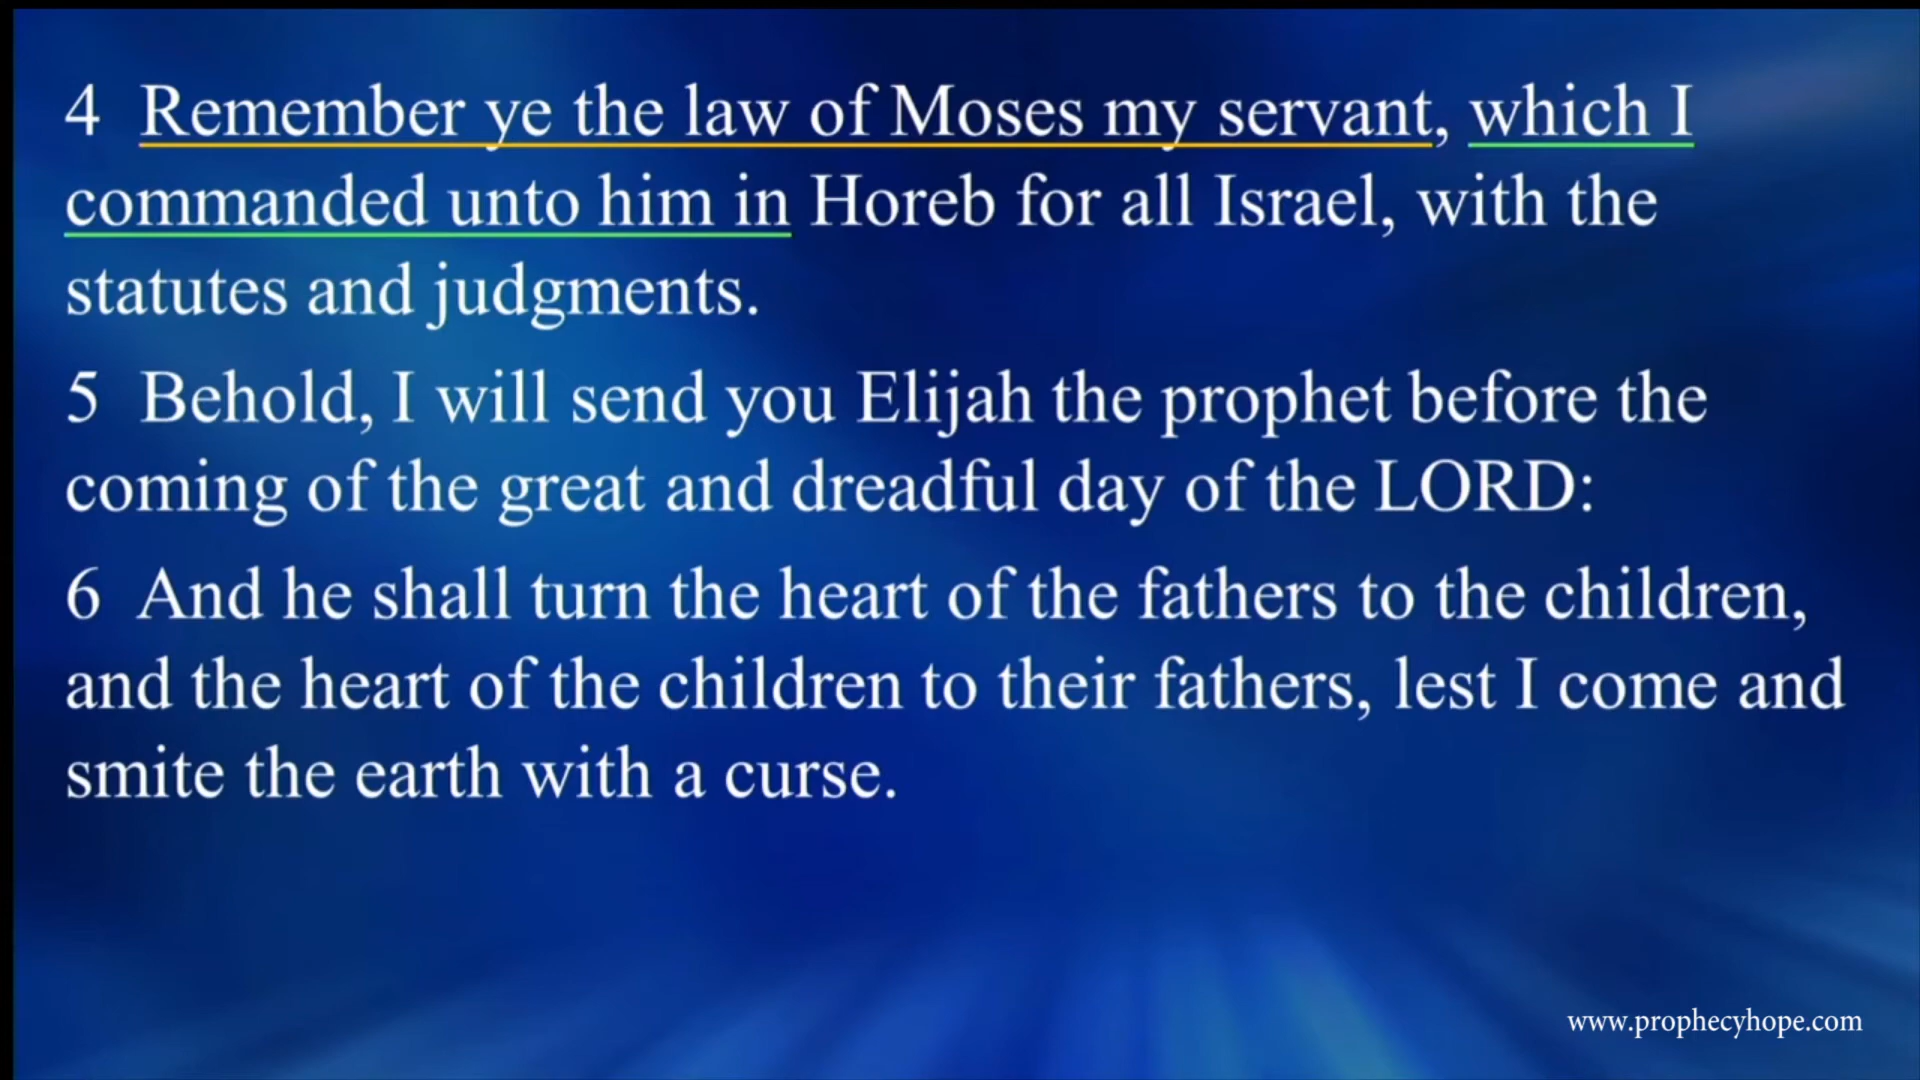 4 Remember ye the law of Moses my servant, which I
commanded unto him in Horeb for all Israel, with the
statutes and judgments.
5 Behold, I will send you Elijah the prophet before the
coming of the great and dreadful day of the LORD:
6 And he shall turn the heart of the fathers to the children,
and the heart of the children to their fathers, lest I come and
smite the earth with a curse.
www.prophecyhope.com